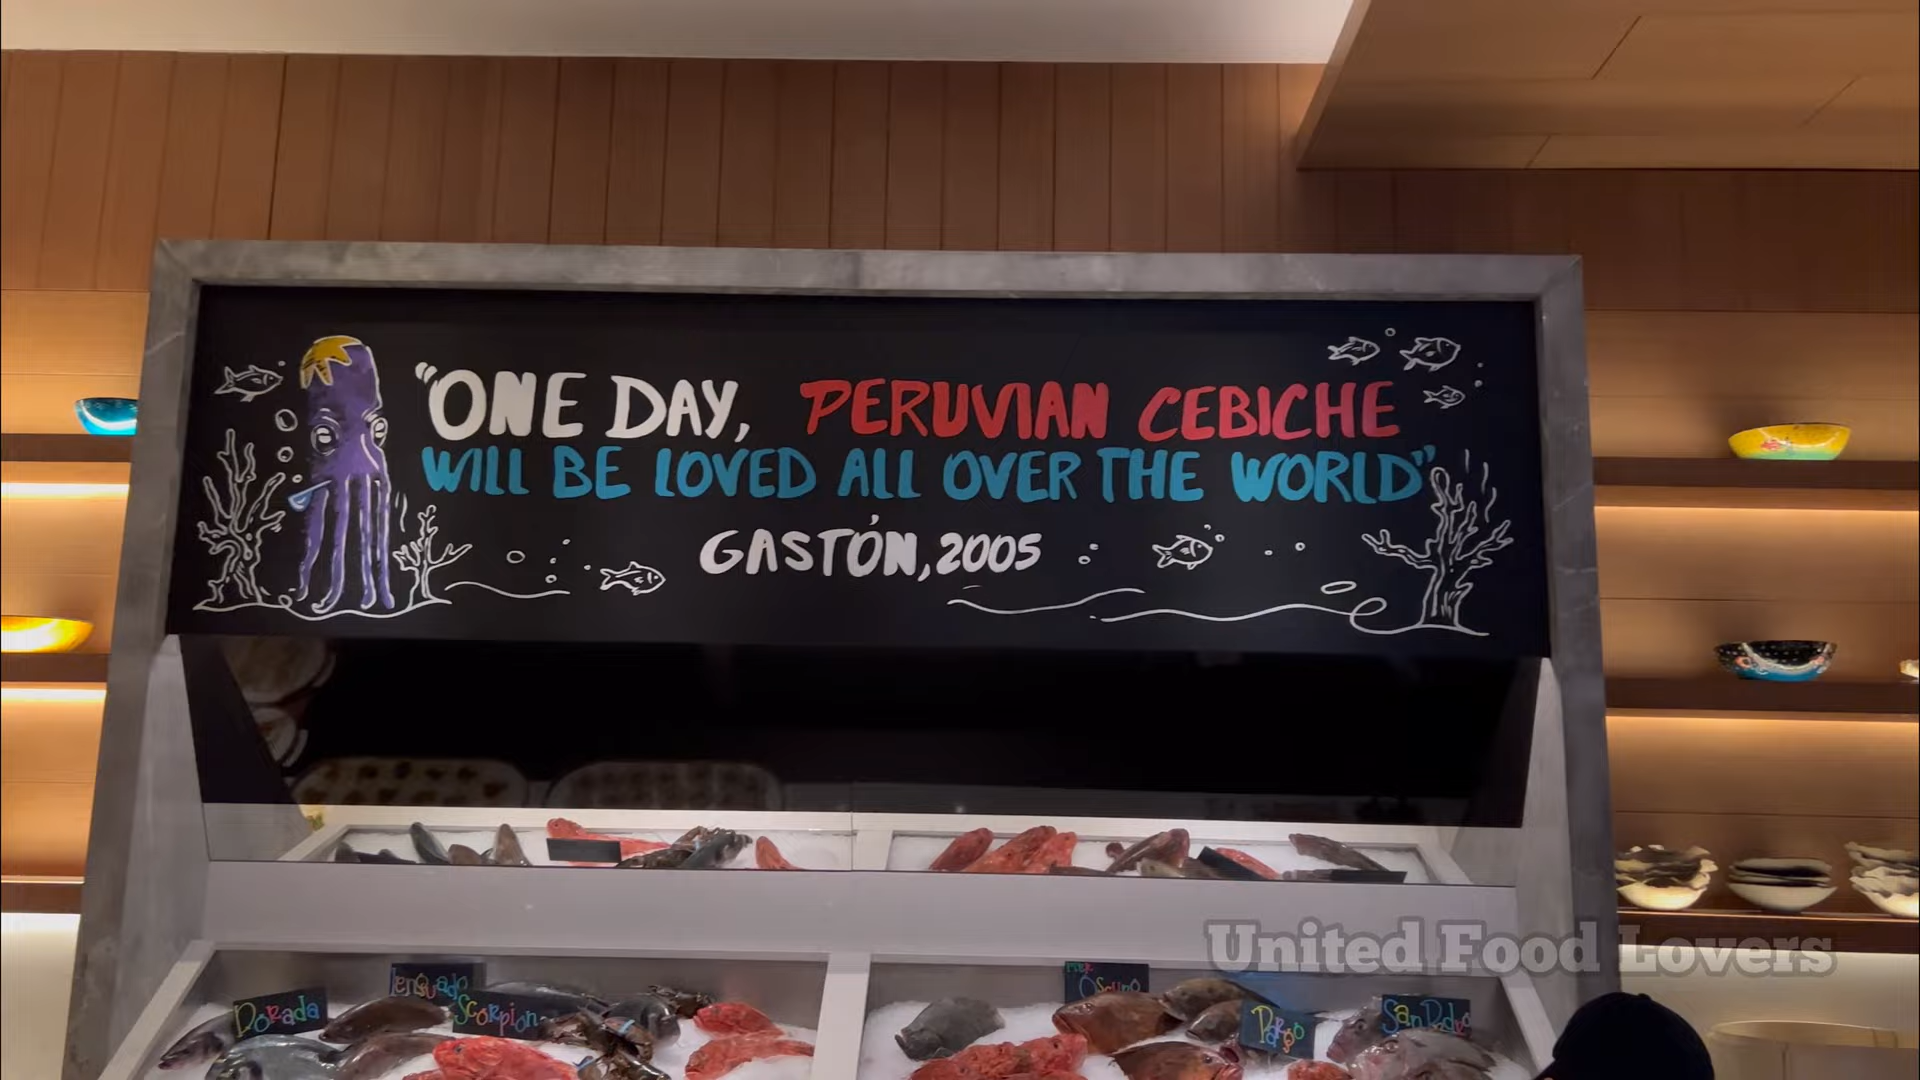 "ONE DAY, PERUVIAN CEBICHE
WILL BE LOVED ALL OVER THE WORLD"
GASTÓN, 2005
United Food Lovers
Dorada
lenguado
Scorpion
Oscuro
Pargo
San Pedro